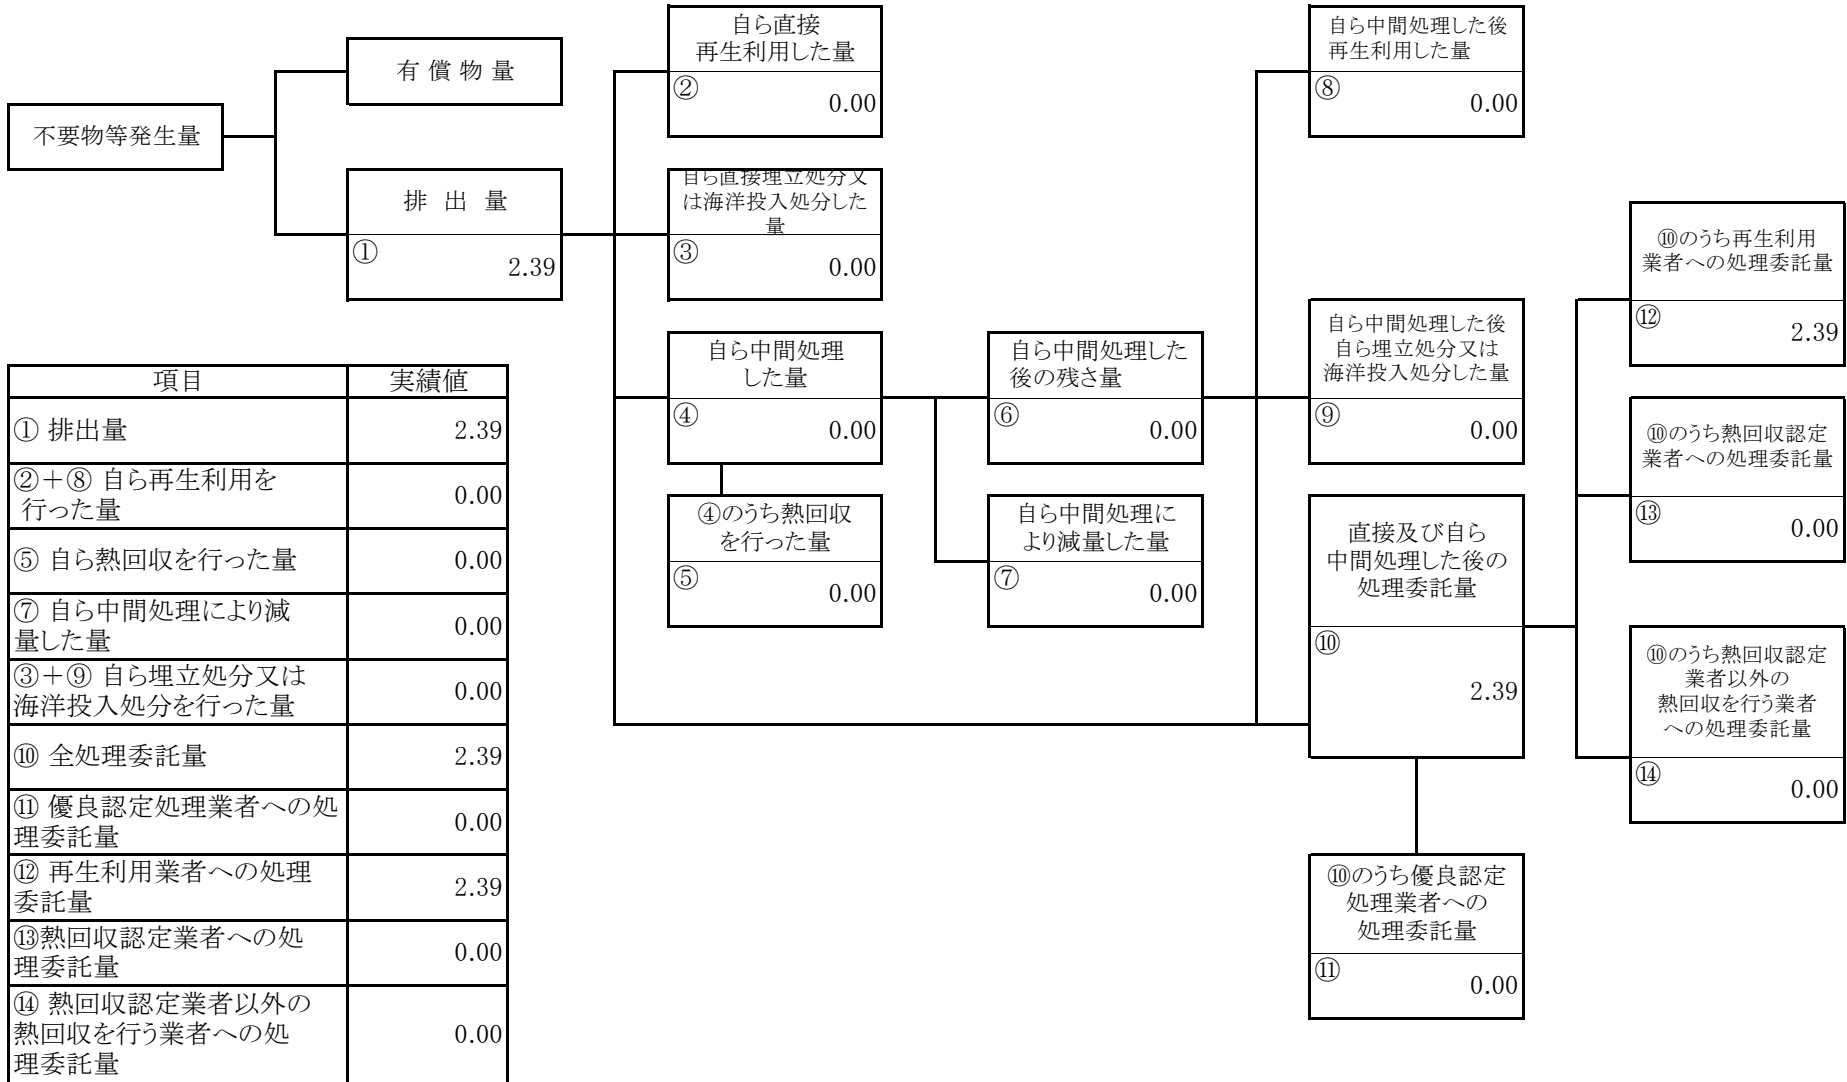 不要物等発生量
有 償 物 量
排 出 量
①
2.39
自ら直接
再生利用した量
②
0.00
自ら直接埋立処分又
は海洋投入処分した
量
③
0.00
自ら中間処理
した量
④
0.00
④のうち熱回収
を行った量
⑤
0.00
自ら中間処理した
後の残さ量
⑥
0.00
自ら中間処理に
より減量した量
⑦
0.00
自ら中間処理した後
再生利用した量
⑧
0.00
自ら中間処理した後
自ら埋立処分又は
海洋投入処分した量
⑨
0.00
直接及び自ら
中間処理した後の
処理委託量
⑩
2.39
⑩のうち優良認定
処理業者への
処理委託量
⑪
0.00
⑩のうち再生利用
業者への処理委託量
⑫
2.39
⑩のうち熱回収認定
業者への処理委託量
⑬
0.00
⑩のうち熱回収認定
業者以外の
熱回収を行う業者
への処理委託量
⑭
0.00
項目 実績値
① 排出量 2.39
②＋⑧ 自ら再生利用を
行った量 0.00
⑤ 自ら熱回収を行った量 0.00
⑦ 自ら中間処理により減
量した量 0.00
③＋⑨ 自ら埋立処分又は
海洋投入処分を行った量 0.00
⑩ 全処理委託量 2.39
⑪ 優良認定処理業者への処
理委託量 0.00
⑫ 再生利用業者への処理
委託量 2.39
⑬熱回収認定業者への処
理委託量 0.00
⑭ 熱回収認定業者以外の
熱回収を行う業者への処
理委託量 0.00